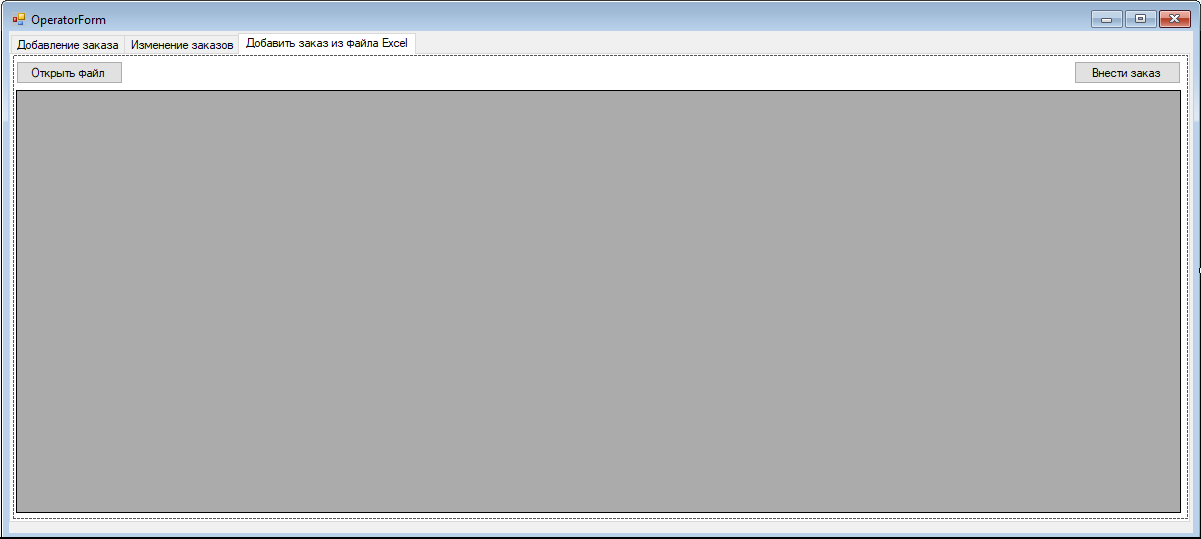 OperatorForm
Добавление заказа Изменение заказов Добавить заказ из файла Excel
Открыть файл Внести заказ